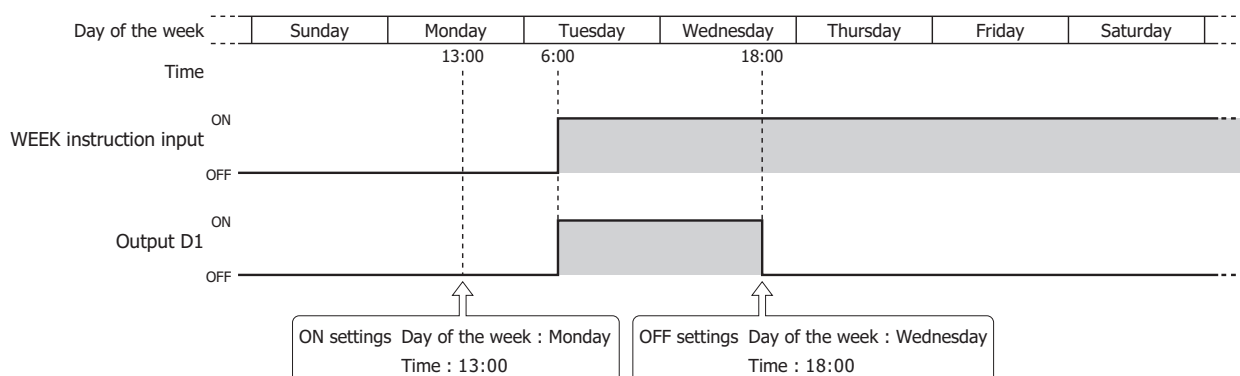 Day of the week Sunday Monday Tuesday Wednesday Thursday Friday Saturday
13:00 6:00 18:00
Time
ON
WEEK instruction input
OFF
ON
Output D1
OFF
ON settings Day of the week : Monday
Time : 13:00
OFF settings Day of the week : Wednesday
Time : 18:00